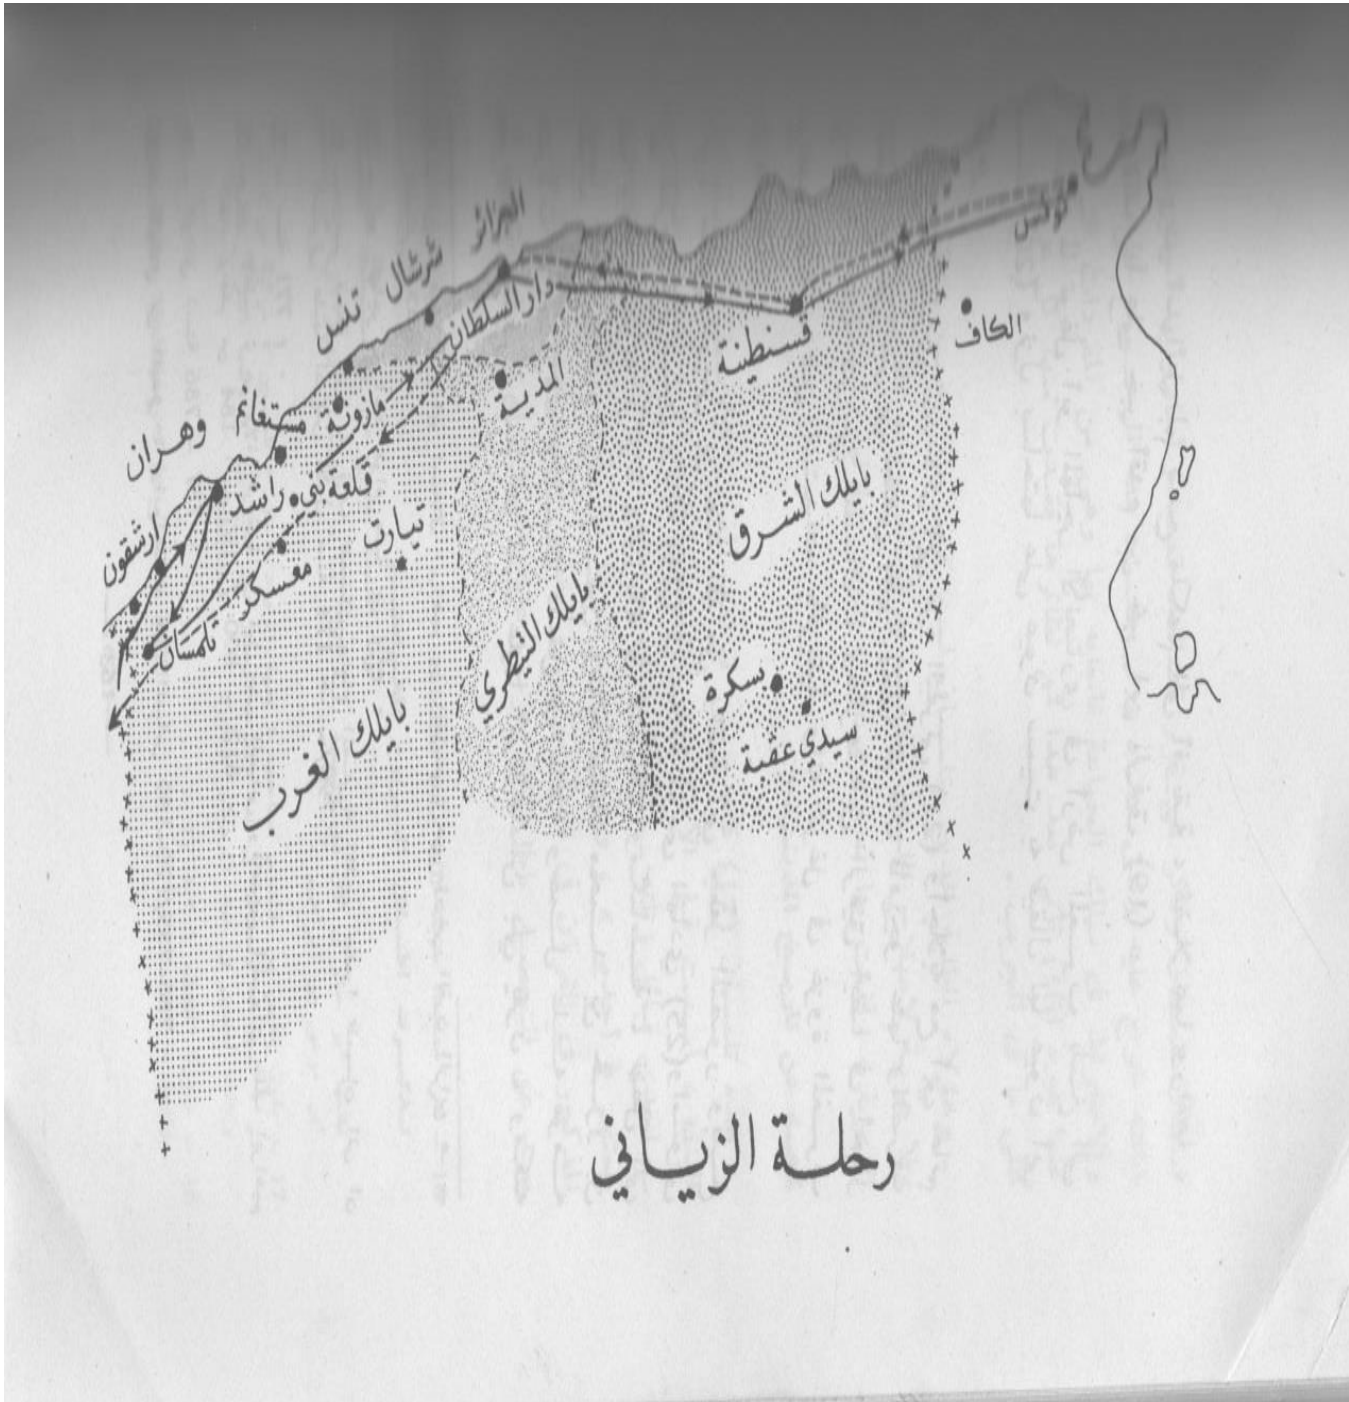 الجزائر
شرشال
تنس
مستغانم
وهران
ارشقون
تونس
الكاف
دار السلطان
قسنطينة
المدية
مازونة
قلعة بني راشد
تيارت
معسكر
تلمسان
بايلك الشرق
بايلك التيطري
بايلك الغرب
بسكرة
سيدي عقبة
رحلة الزياني